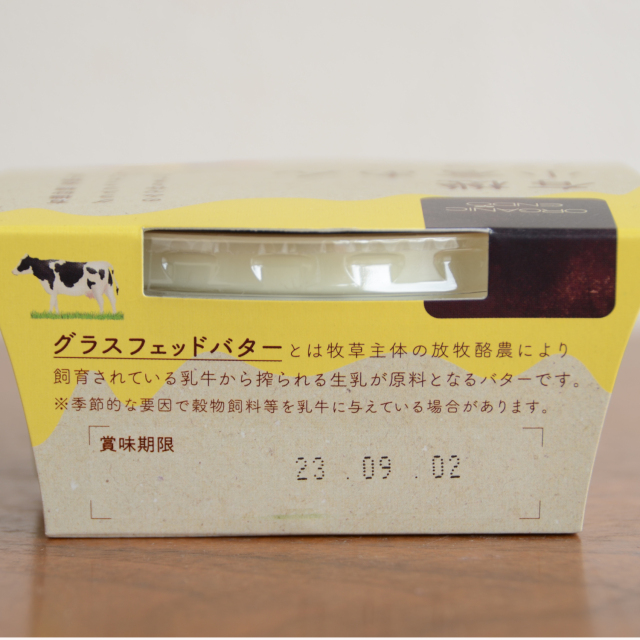 ORGANIC
ENDO
グラスフェッドバターとは牧草主体の放牧酪農により
飼育されている乳牛から搾られる生乳が原料となるバターです。
※季節的な要因で穀物飼料等を乳牛に与えている場合があります。
賞味期限
23 .09 .02